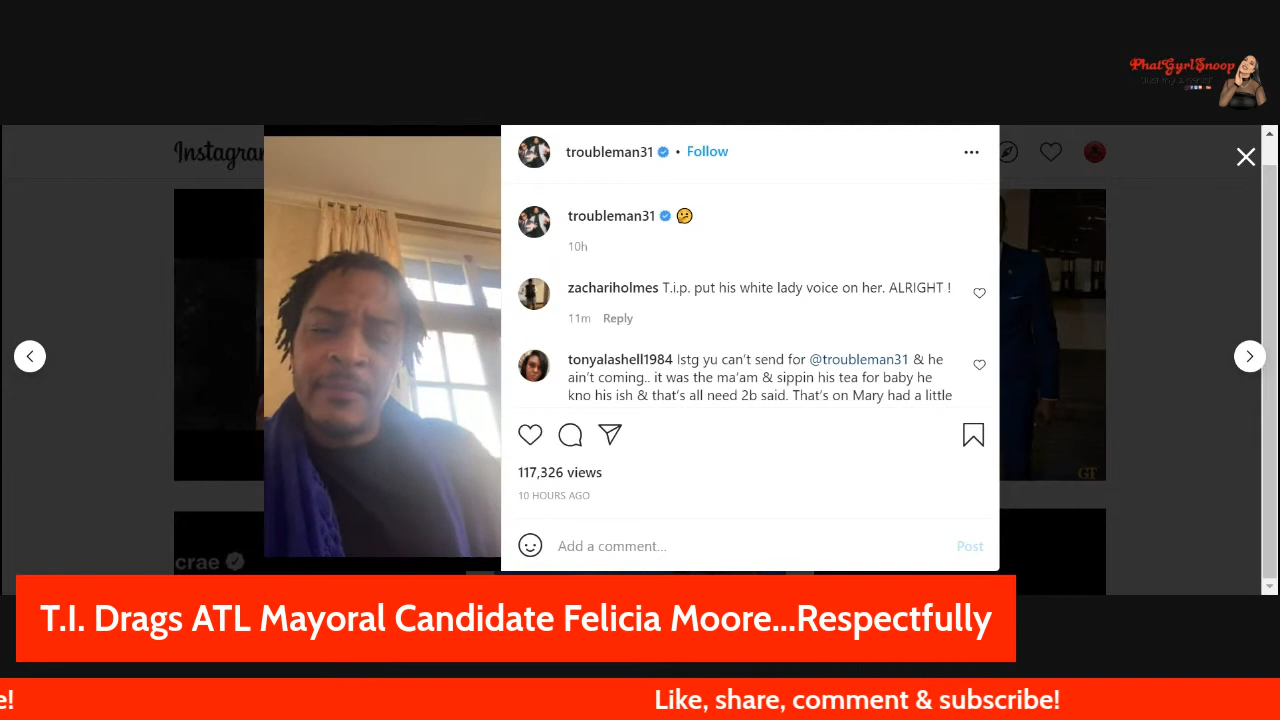 PhatGyrlSnoop
Instagram
troubleman31 • Follow
troubleman31
10h
zachariholmes T.i.p. put his white lady voice on her. ALRIGHT !
11m Reply
tonyalashell1984 Istg yu can't send for @troubleman31 & he
ain't coming.. it was the ma'am & sippin his tea for baby he
kno his ish & that's all need 2b said. That's on Mary had a little
117,326 views
10 HOURS AGO
Add a comment... Post
GT
crae
T.I. Drags ATL Mayoral Candidate Felicia Moore...Respectfully
e! Like, share, comment & subscribe!